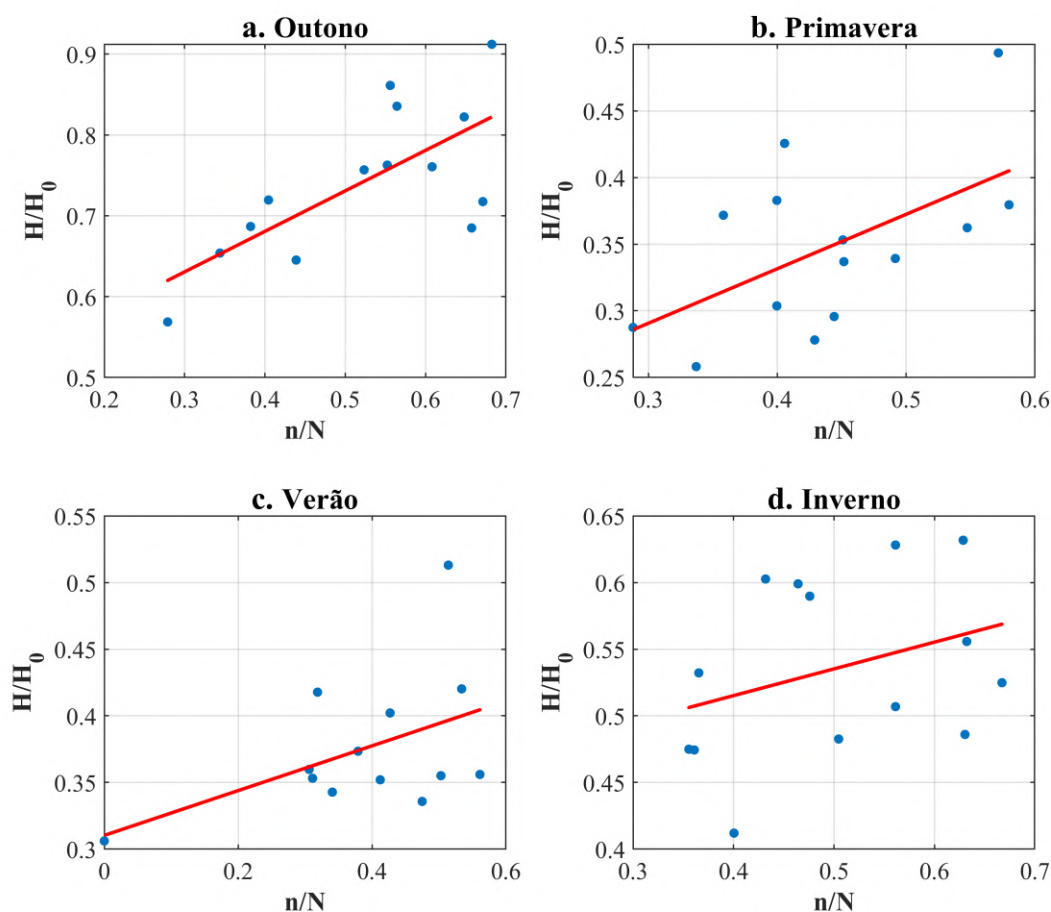 a. Outono
0.9
0.8
0.7
0.6
0.5
0.2 0.3 0.4 0.5 0.6 0.7
H/H0
n/N
b. Primavera
0.5
0.45
0.4
0.35
0.3
0.25
0.3 0.4 0.5 0.6
H/H0
n/N
c. Verão
0.55
0.5
0.45
0.4
0.35
0.3
0 0.2 0.4 0.6
H/H0
n/N
d. Inverno
0.65
0.6
0.55
0.5
0.45
0.4
0.3 0.4 0.5 0.6 0.7
H/H0
n/N